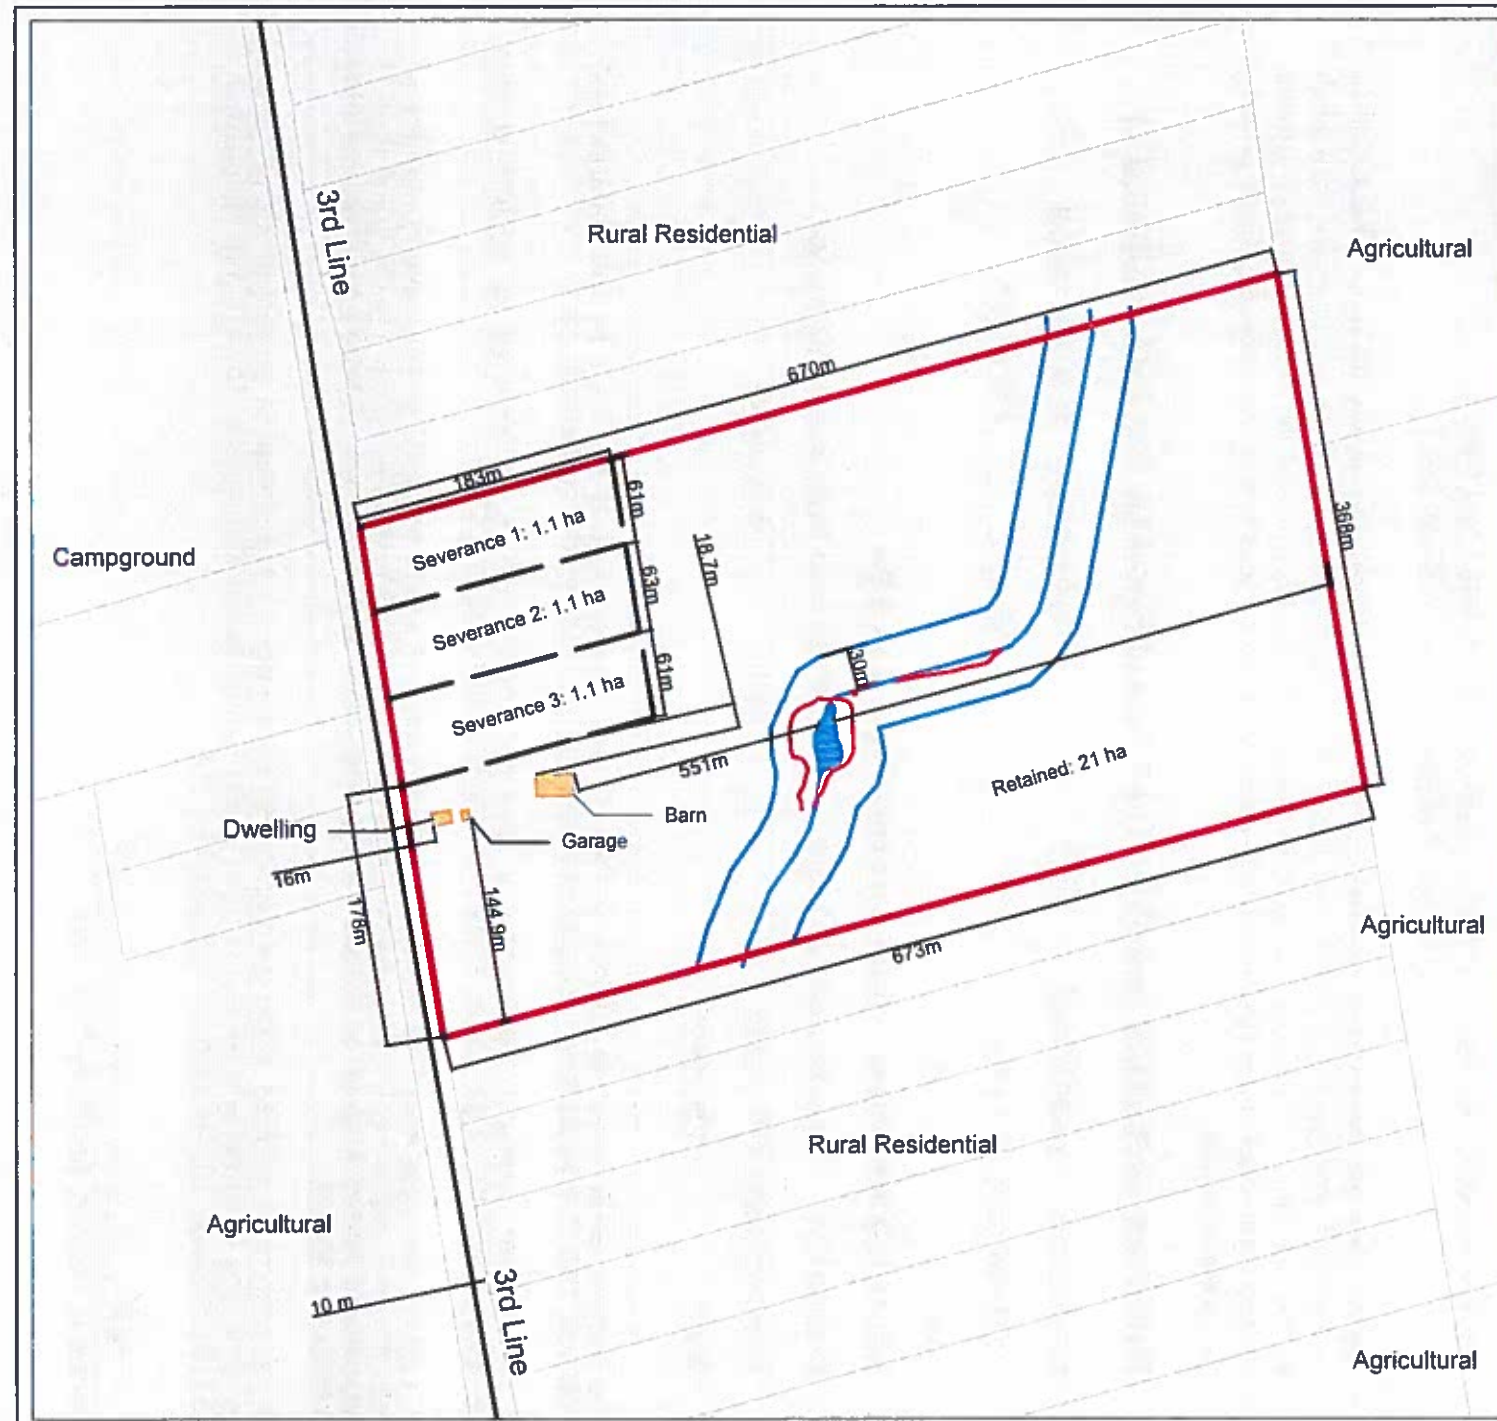 3rd Line
Rural Residential
Agricultural
670m
183m
61m
Severance 1: 1.1 ha
368m
18.7m
Campground
63m
Severance 2: 1.1 ha
30m
61m
Severance 3: 1.1 ha
551m
Retained: 21 ha
Barn
Dwelling
Garage
16m
178m
144.9m
Agricultural
673m
Rural Residential
Agricultural
10 m
3rd Line
Agricultural